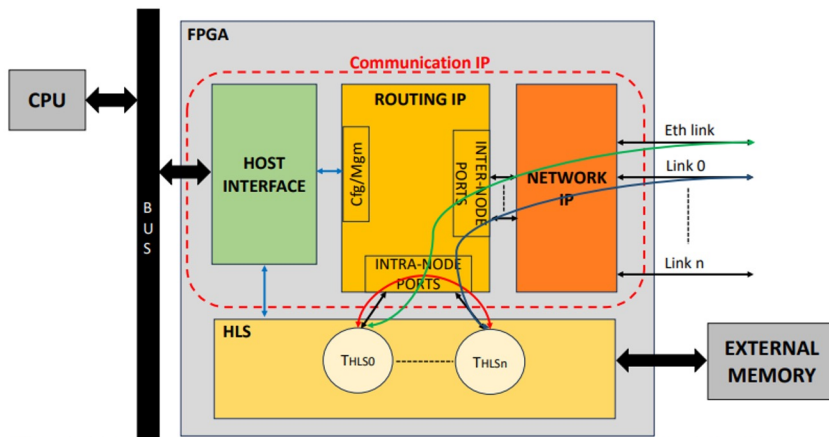 FPGA
Communication IP
CPU
ROUTING IP
HOST
INTERFACE
Cfg/Mgm
INTER-NODE
PORTS
NETWORK
IP
Eth link
Link 0
Link n
BUS
INTRA-NODE
PORTS
HLS
THLS0
THLSn
EXTERNAL
MEMORY